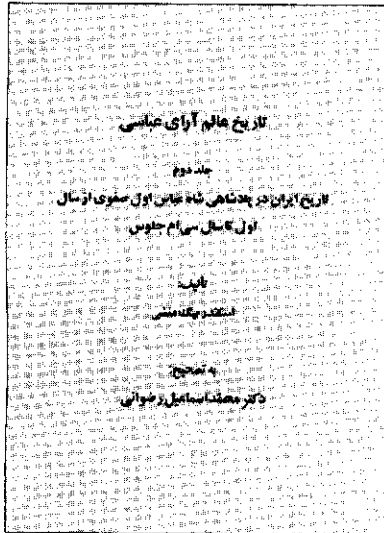 تاریخ عالم آرای عباسی
جلد دوم
تاریخ ایران در پادشاهی شاه عباس اول صفوی از سال
اول تا سال سی‌ام جلوس
تألیف:
اسکندر بیگ منشی
به تصحیح:
دکتر محمد اسماعیل رضوانی